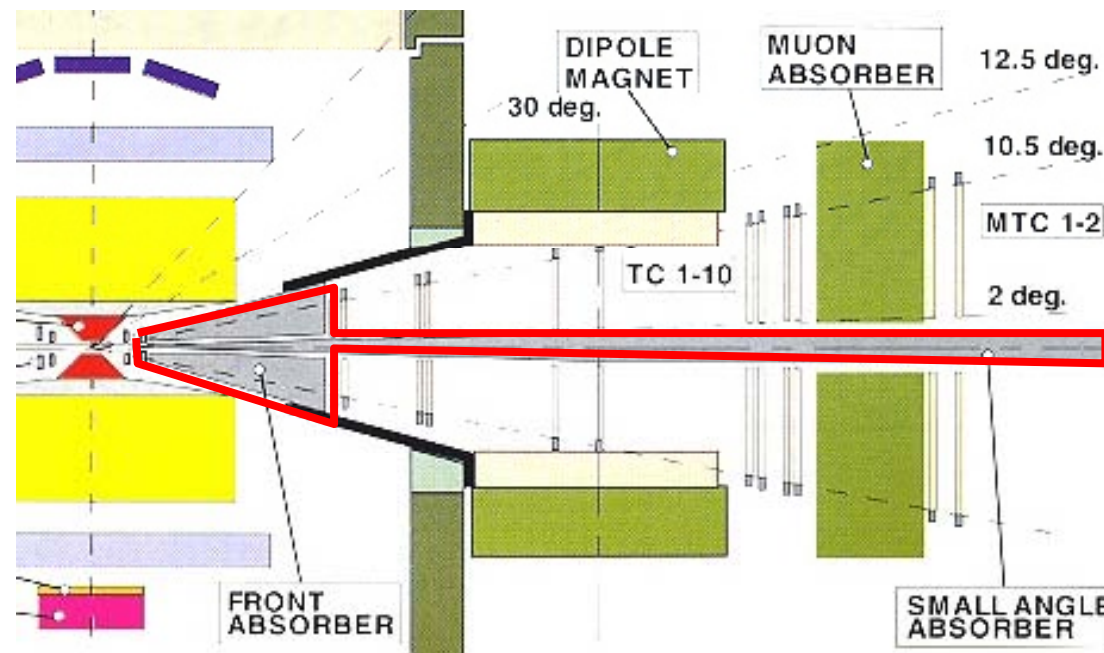 DIPOLE
MAGNET
MUON
ABSORBER
12.5 deg.
30 deg.
10.5 deg.
MTC 1-2
TC 1-10
2 deg.
FRONT
ABSORBER
SMALL ANGLE
ABSORBER